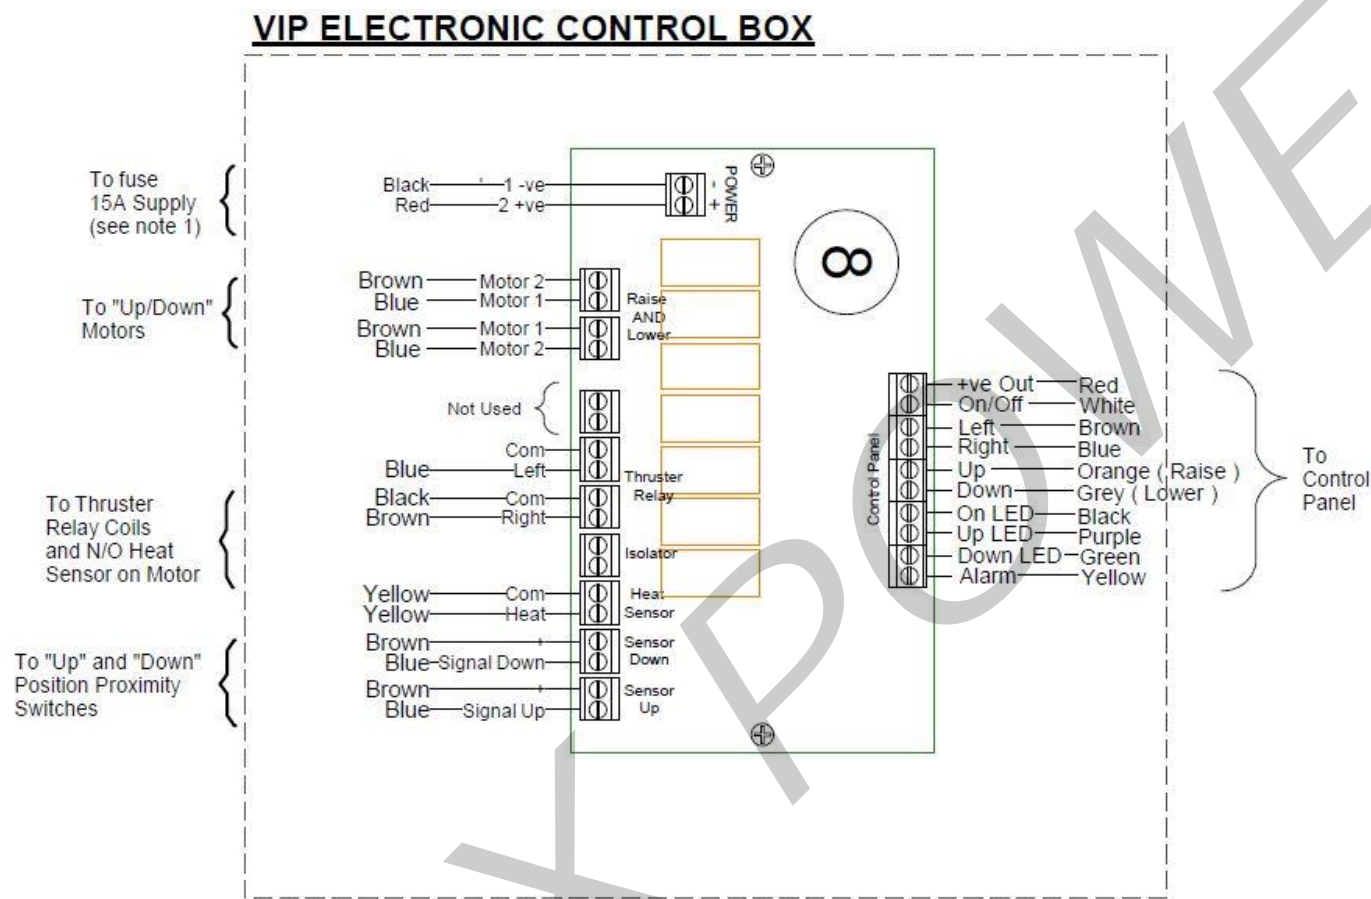 VIP ELECTRONIC CONTROL BOX
To fuse
15A Supply
(see note 1)
Black 1 -ve
Red 2 +ve
- +
POWER
8
To "Up/Down"
Motors
Brown Motor 2
Blue Motor 1
Brown Motor 1
Blue Motor 2
Raise
AND
Lower
Not Used
Com
Blue Left
Black Com
Brown Right
Thruster
Relay
To Thruster
Relay Coils
and N/O Heat
Sensor on Motor
Isolator
Yellow Com
Yellow Heat
Heat
Sensor
To "Up" and "Down"
Position Proximity
Switches
Brown +
Blue Signal Down
Sensor
Down
Brown +
Blue Signal Up
Sensor
Up
Control Panel
+ve Out Red
On/Off White
Left Brown
Right Blue
Up Orange ( Raise )
Down Grey ( Lower )
On LED Black
Up LED Purple
Down LED Green
Alarm Yellow
To
Control
Panel
X POWE